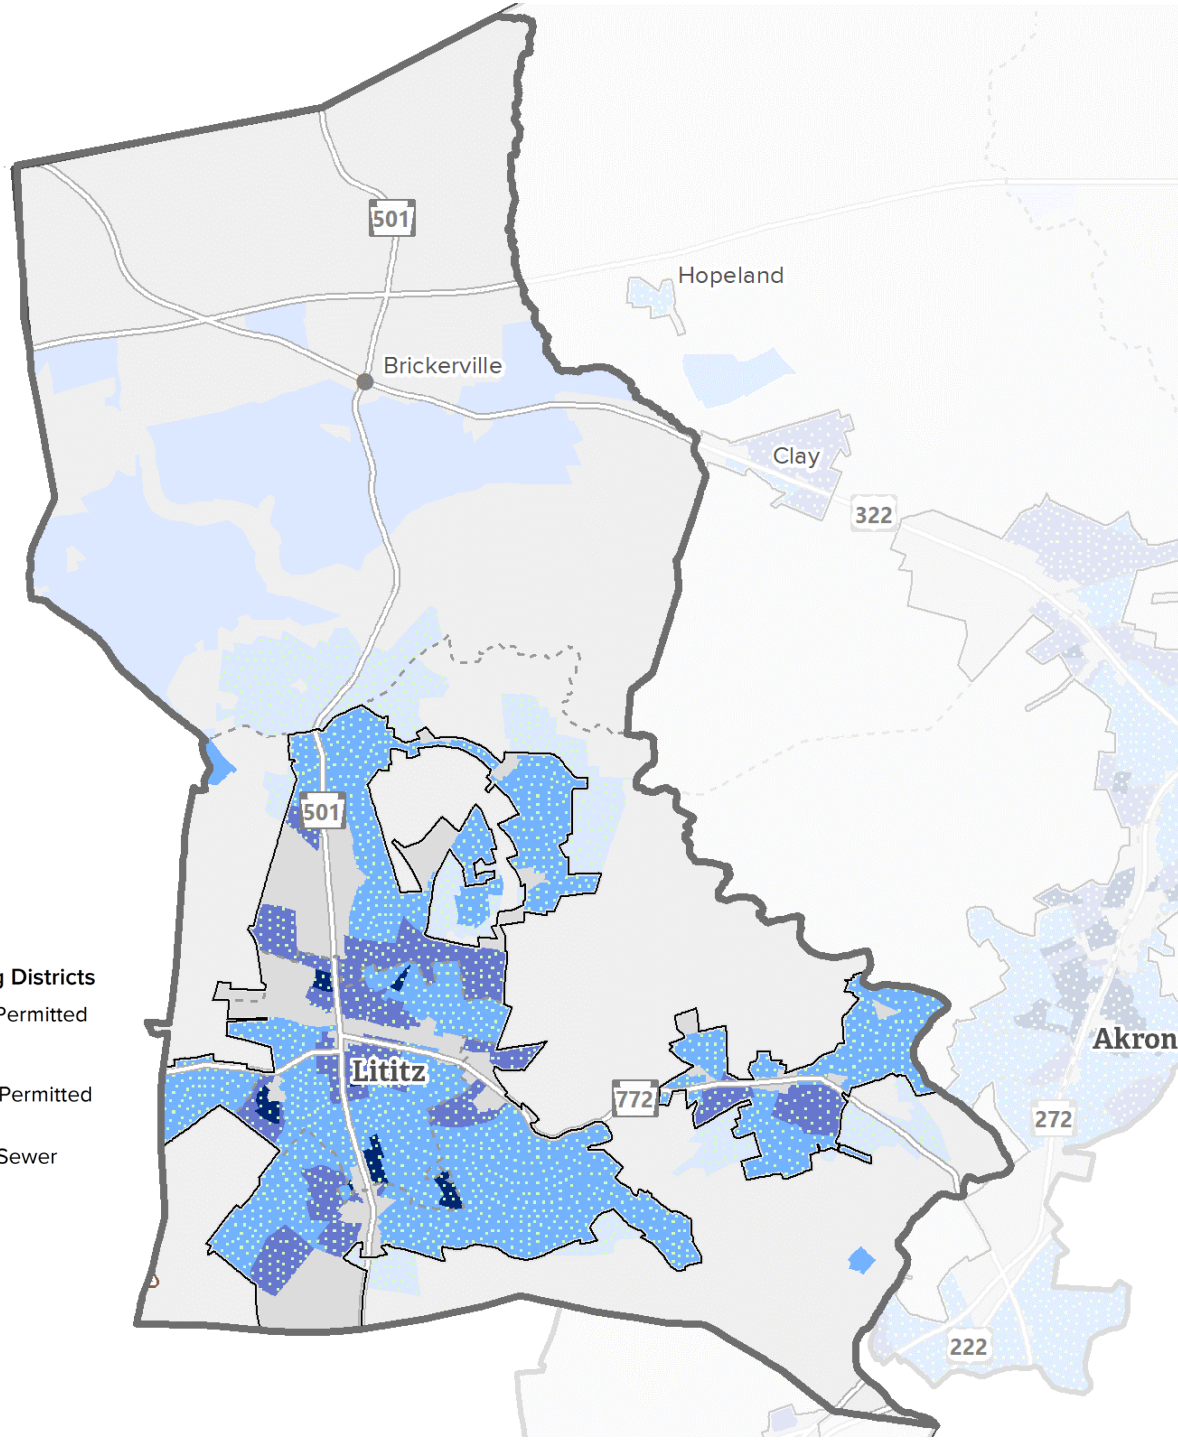 501
Hopeland
Brickerville
Clay
322
501
g Districts
Permitted
Akron
Lititz
Permitted
772
272
Sewer
222